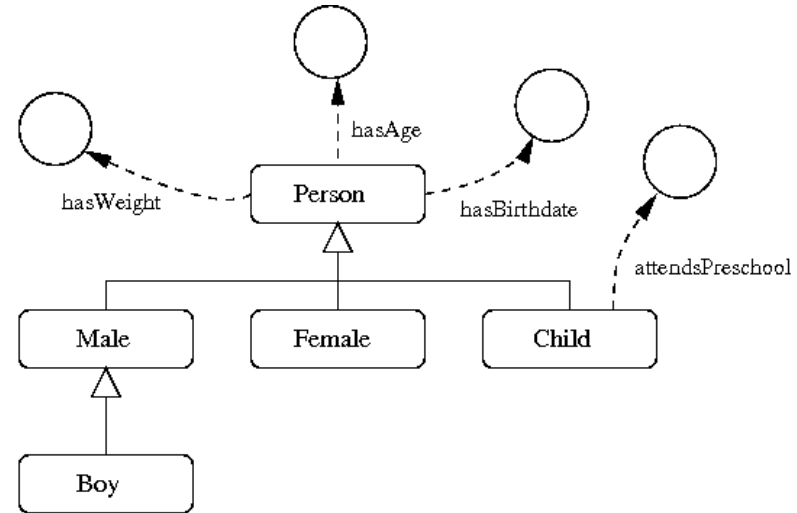 hasAge
Person
hasWeight
hasBirthdate
attendsPreschool
Male
Female
Child
Boy